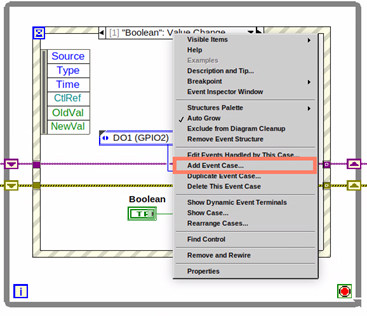 [1] "Boolean": Value Change
Source
Type
Time
CtlRef
OldVal
NewVal
DO1 (GPIO2)
Boolean
TF
i
Visible Items
Help
Examples
Description and Tip...
Breakpoint
Event Inspector Window
Structures Palette
Auto Grow
Exclude from Diagram Cleanup
Remove Event Structure
Edit Events Handled by This Case...
Add Event Case...
Duplicate Event Case...
Delete This Event Case
Show Dynamic Event Terminals
Show Case...
Rearrange Cases...
Find Control
Remove and Rewire
Properties